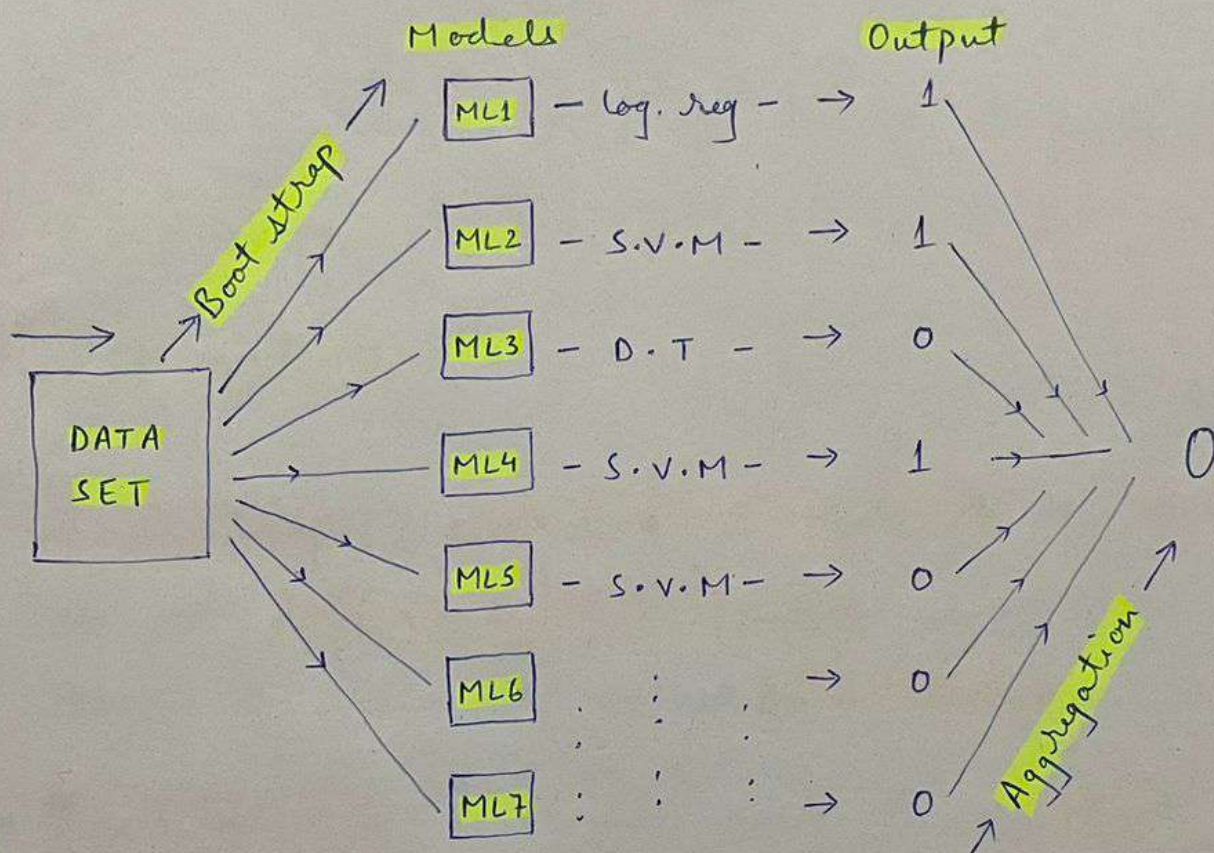 Models Output
ML1 - log. reg - → 1
Boot strap
ML2 - S.V.M - → 1
ML3 - D.T - → 0
DATA
SET
ML4 - S.V.M - → 1
0
ML5 - S.V.M - → 0
ML6 → 0
Aggregation
ML7 → 0